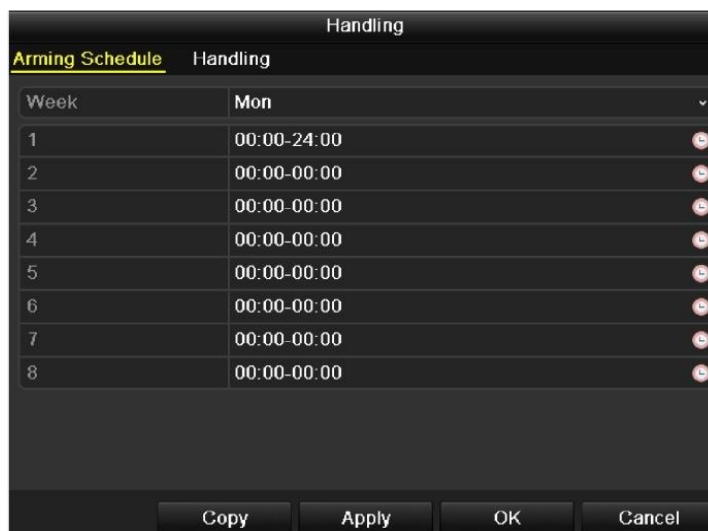 Handling
Arming Schedule Handling
Week Mon
1 00:00-24:00
2 00:00-00:00
3 00:00-00:00
4 00:00-00:00
5 00:00-00:00
6 00:00-00:00
7 00:00-00:00
8 00:00-00:00
Copy Apply OK Cancel